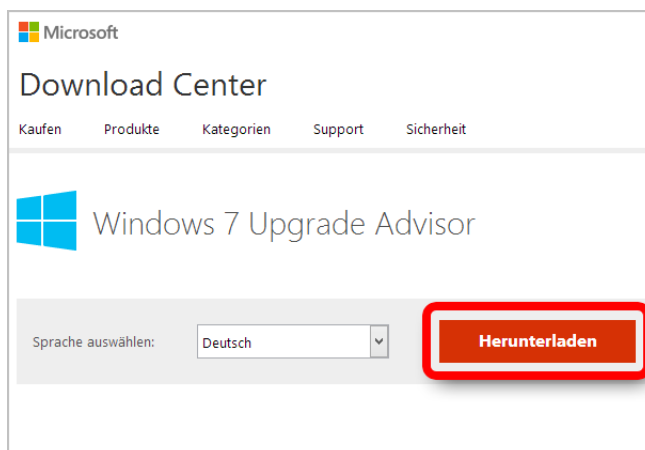 Microsoft
Download Center
Kaufen Produkte Kategorien Support Sicherheit
Windows 7 Upgrade Advisor
Sprache auswählen: Deutsch Herunterladen